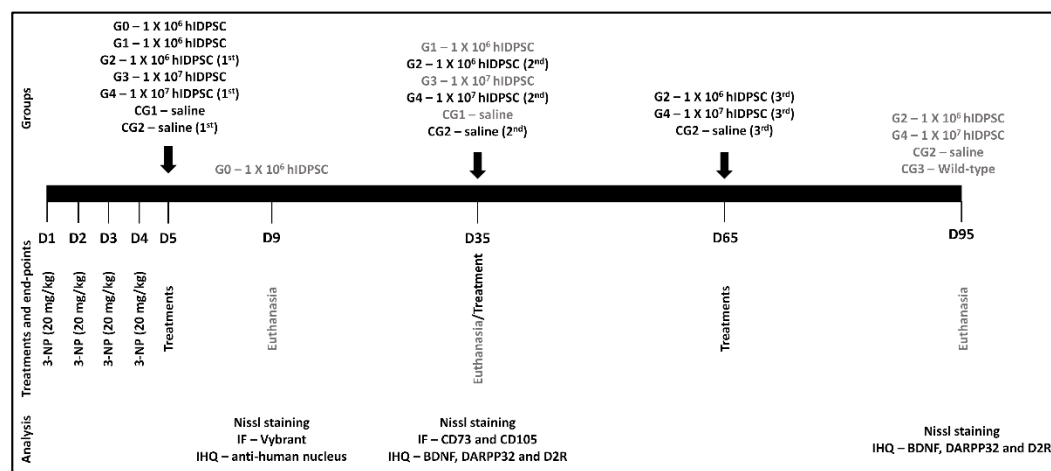 Groups
G0 – 1 X 10⁶ hIDPSC
G1 – 1 X 10⁶ hIDPSC
G2 – 1 X 10⁶ hIDPSC (1ˢᵗ)
G3 – 1 X 10⁷ hIDPSC
G4 – 1 X 10⁷ hIDPSC (1ˢᵗ)
CG1 – saline
CG2 – saline (1ˢᵗ)
G0 – 1 X 10⁶ hIDPSC
G1 – 1 X 10⁶ hIDPSC
G2 – 1 X 10⁶ hIDPSC (2ⁿᵈ)
G3 – 1 X 10⁷ hIDPSC
G4 – 1 X 10⁷ hIDPSC (2ⁿᵈ)
CG1 – saline
CG2 – saline (2ⁿᵈ)
G2 – 1 X 10⁶ hIDPSC (3ʳᵈ)
G4 – 1 X 10⁷ hIDPSC (3ʳᵈ)
CG2 – saline (3ʳᵈ)
G2 – 1 X 10⁶ hIDPSC
G4 – 1 X 10⁷ hIDPSC
CG2 – saline
CG3 – Wild-type
D1 D2 D3 D4 D5 D9 D35 D65 D95
Treatments and end-points
3-NP (20 mg/kg)
3-NP (20 mg/kg)
3-NP (20 mg/kg)
3-NP (20 mg/kg)
Treatments
Euthanasia
Euthanasia/Treatment
Treatments
Euthanasia
Analysis
Nissl staining
IF – Vybrant
IHQ – anti-human nucleus
Nissl staining
IF – CD73 and CD105
IHQ – BDNF, DARPP32 and D2R
Nissl staining
IHQ – BDNF, DARPP32 and D2R